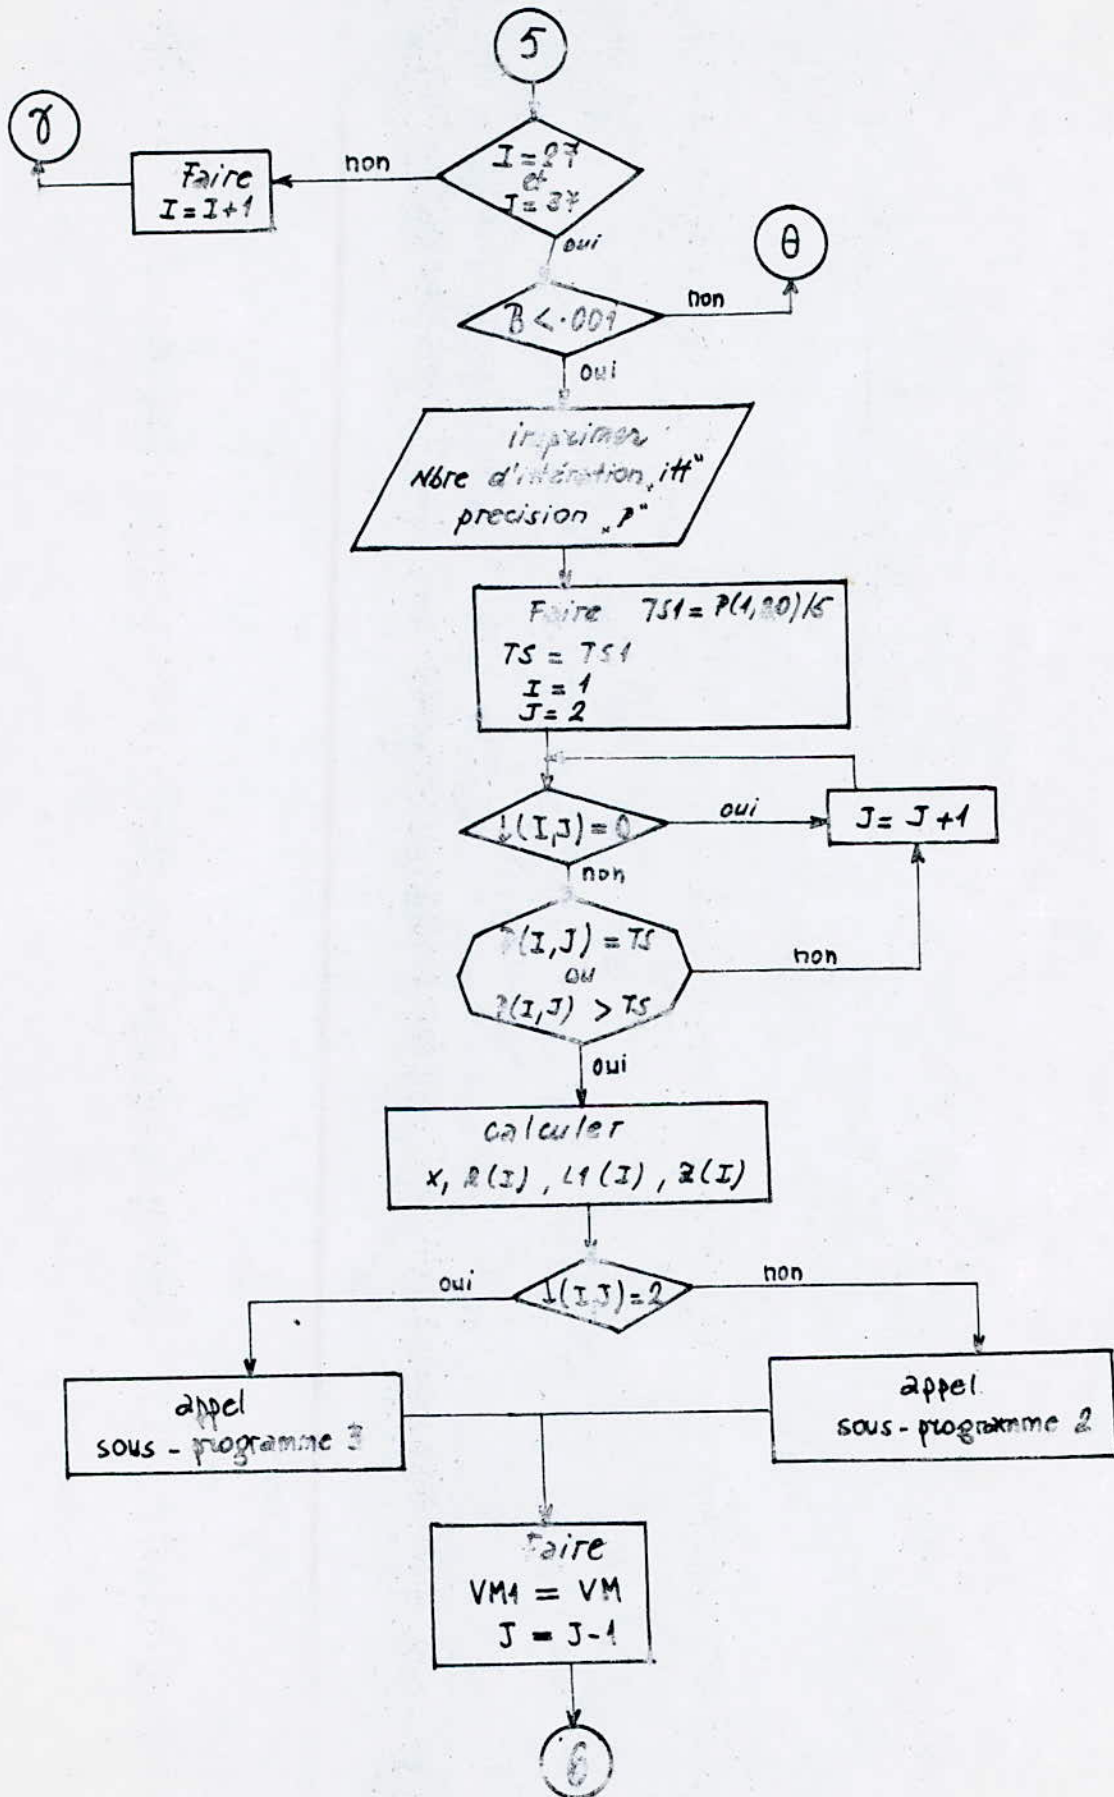 5
γ
Faire
I = I+1
non
I = 27
et
J = 37
oui
θ
B < .001
non
oui
imprimer
Nbre d'intération „itt“
precision „P“
Faire TS1 = P(1,20)/5
TS = TS1
I = 1
J = 2
(I,J) = 0
oui
J = J+1
non
P(I,J) = TS
ou
P(I,J) > TS
non
oui
calculer
X, R(I), L1(I), Z(I)
oui
(I,J) = 2
non
appel
sous-programme 3
appel
sous-programme 2
Faire
VM1 = VM
J = J-1